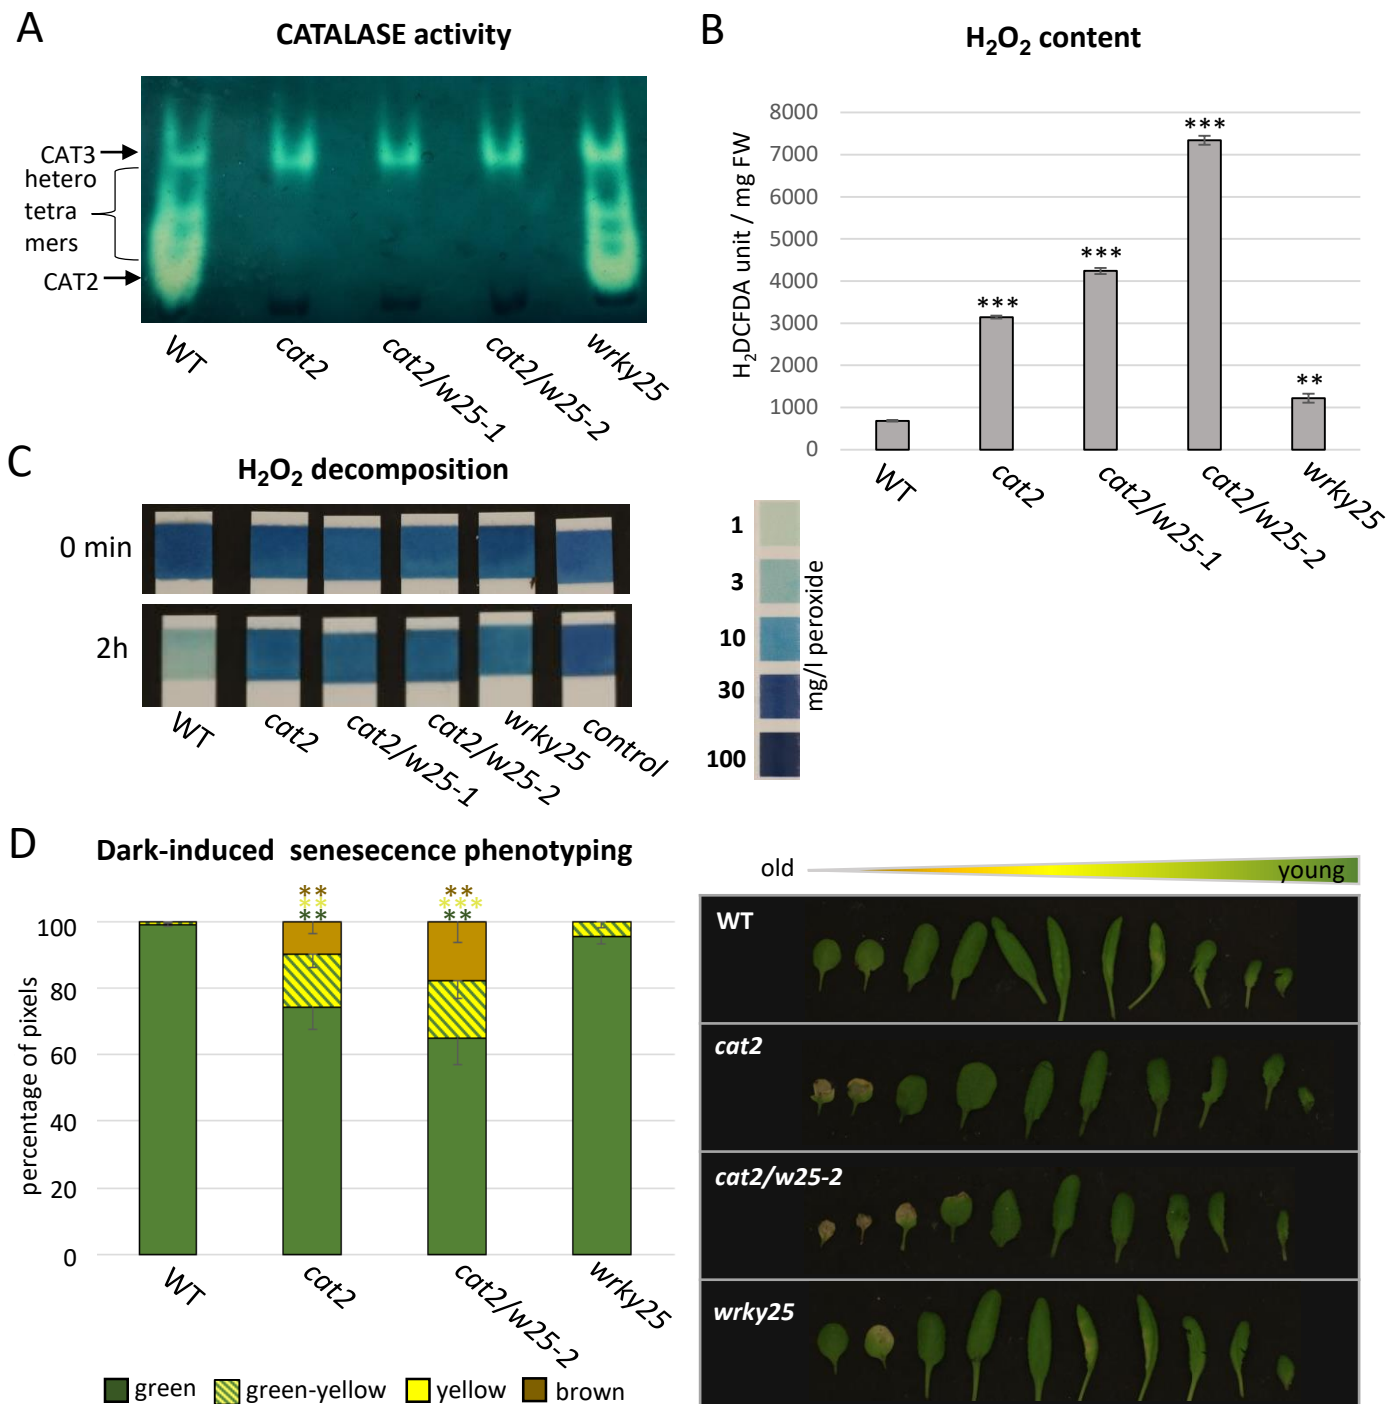 A
CATALASE activity
CAT3
hetero
tetra
mers
CAT2
WT
cat2
cat2/w25-1
cat2/w25-2
wrky25
B
H₂O₂ content
H₂DCFDA unit / mg FW
8000
7000
6000
5000
4000
3000
2000
1000
0
***
***
***
**
WT
cat2
cat2/w25-1
cat2/w25-2
wrky25
C
H₂O₂ decomposition
0 min
2h
WT
cat2
cat2/w25-1
cat2/w25-2
wrky25
control
1
3
10
30
100
mg/l peroxide
D
Dark-induced senesecence phenotyping
percentage of pixels
100
80
60
40
20
0
**
**
**
**
***
**
WT
cat2
cat2/w25-2
wrky25
green
green-yellow
yellow
brown
old
young
WT
cat2
cat2/w25-2
wrky25